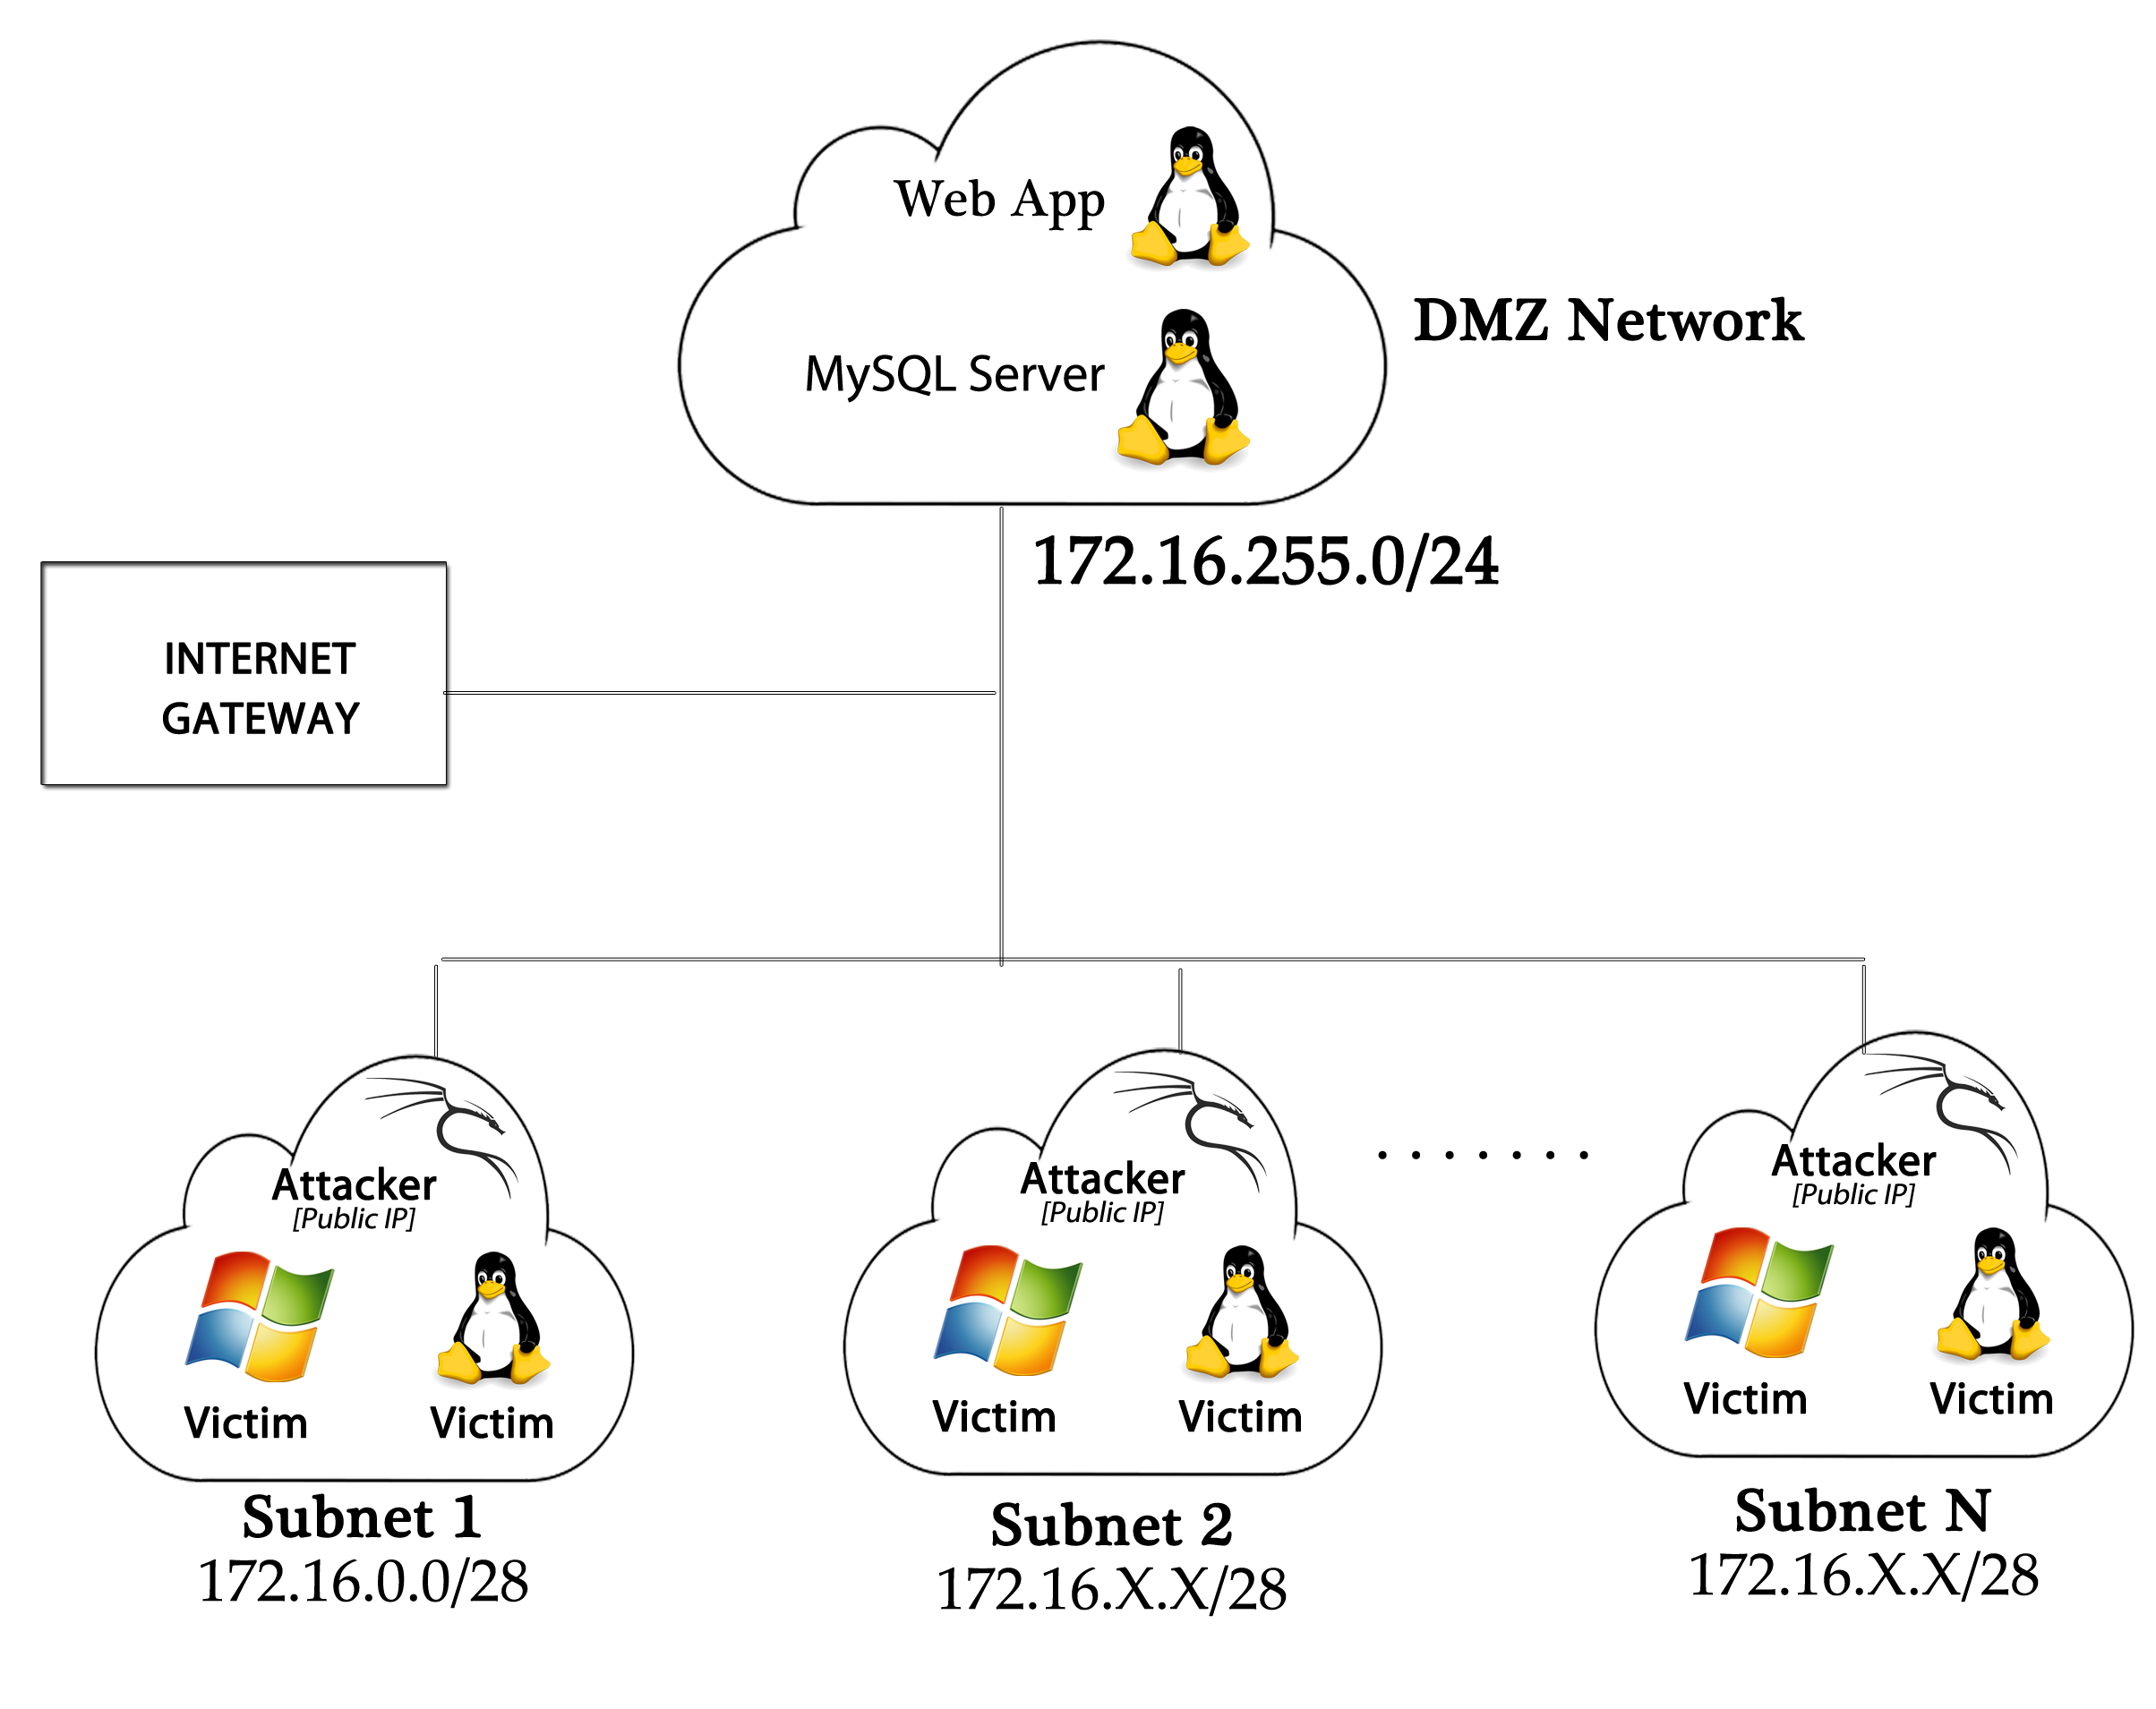 Web App
MySQL Server
DMZ Network
172.16.255.0/24
INTERNET
GATEWAY
Attacker
[Public IP]
Victim
Victim
Subnet 1
172.16.0.0/28
Attacker
[Public IP]
Victim
Victim
Subnet 2
172.16.X.X/28
.......
Attacker
[Public IP]
Victim
Victim
Subnet N
172.16.X.X/28